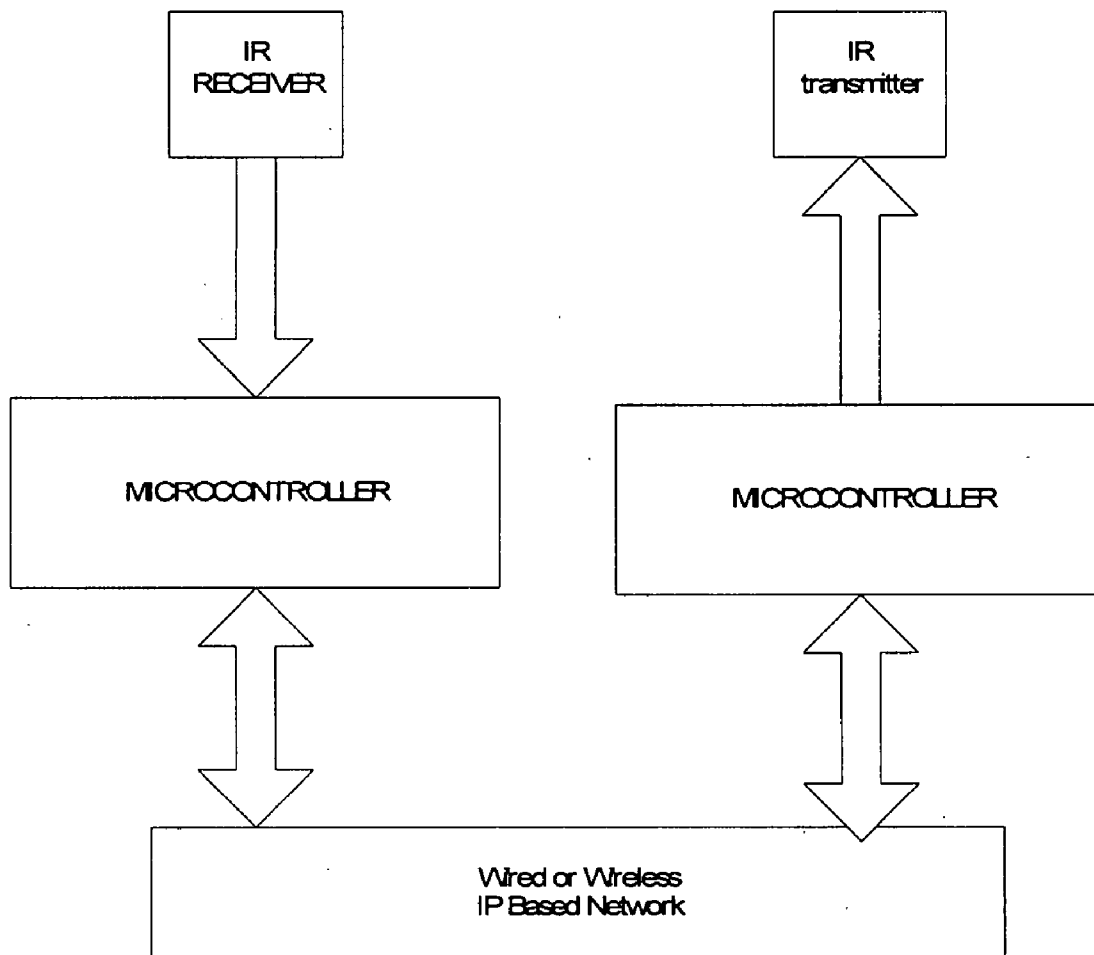 IR
RECEIVER
IR
transmitter
MICROCONTROLLER
MICROCONTROLLER
Wired or Wireless
IP Based Network